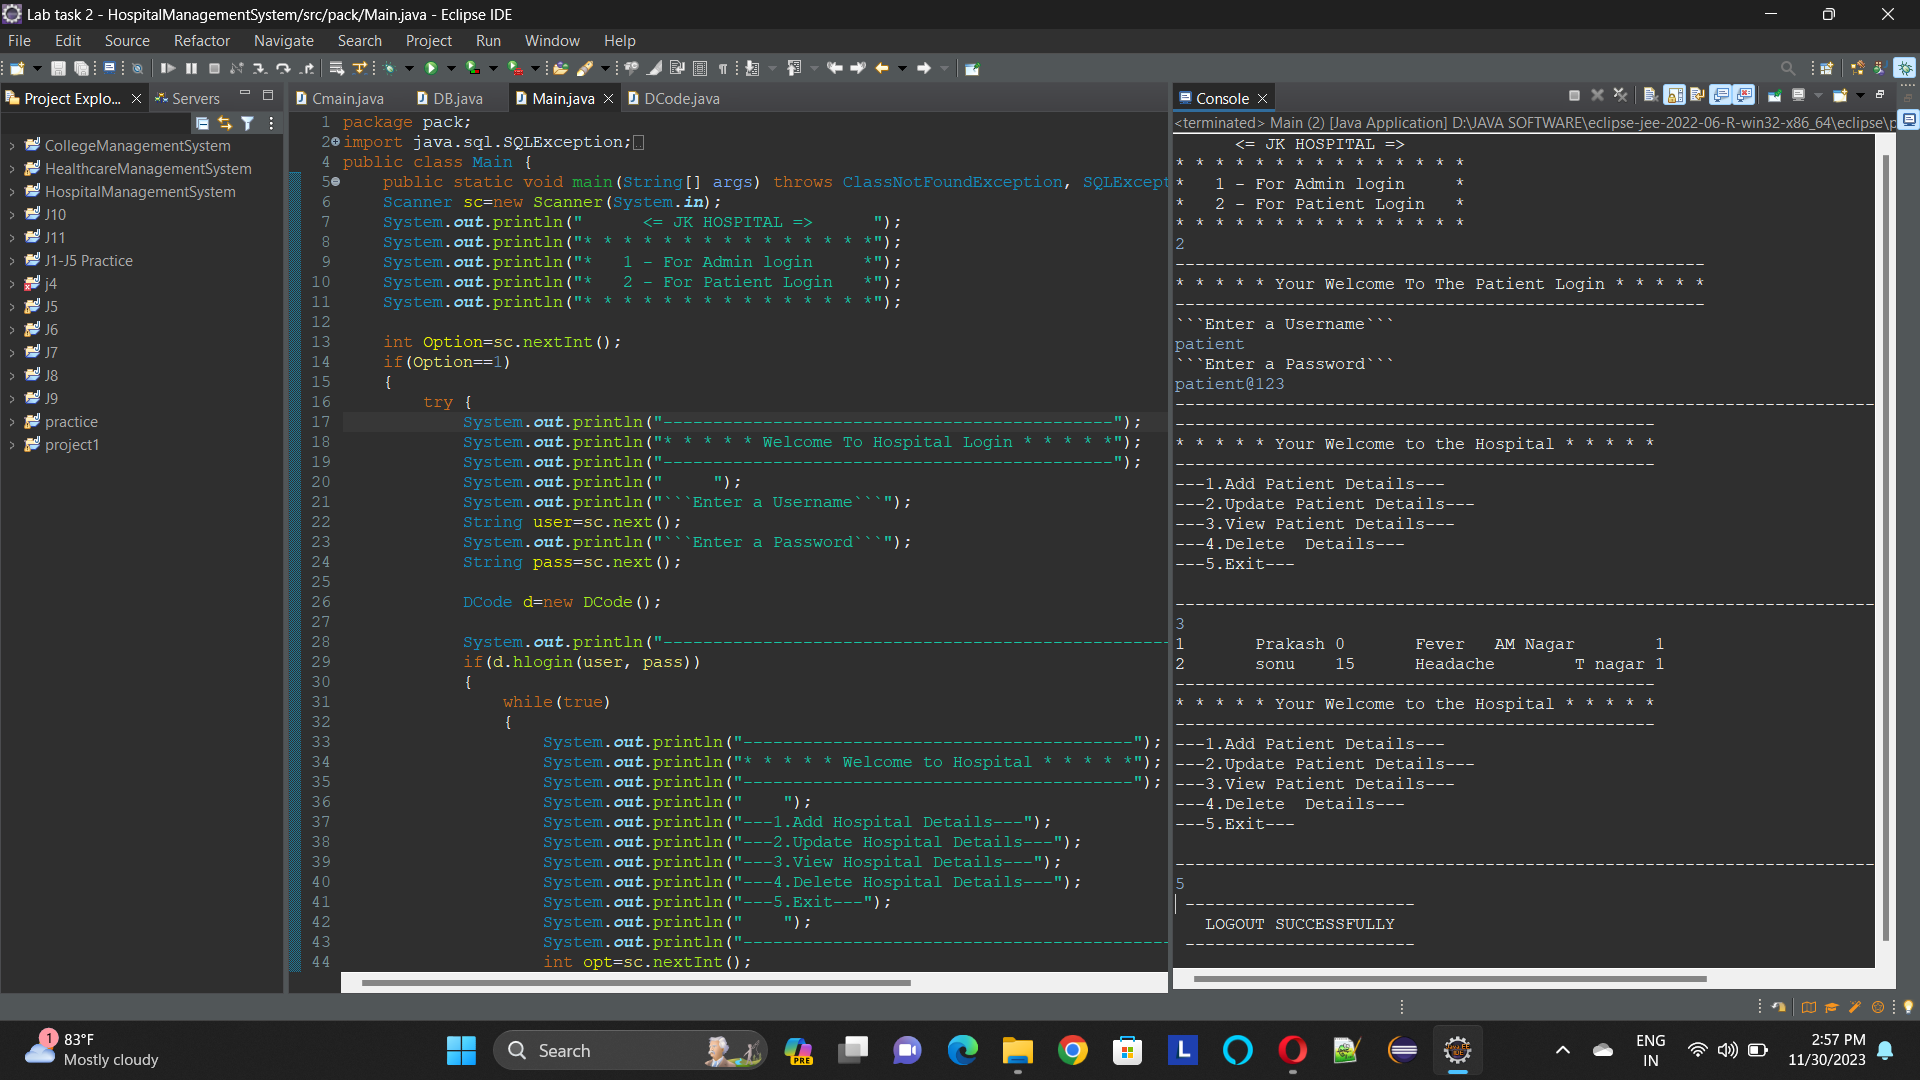 Lab task 2 - HospitalManagementSystem/src/pack/Main.java - Eclipse IDE
File Edit Source Refactor Navigate Search Project Run Window Help
Project Explo... Servers
CollegeManagementSystem
HealthcareManagementSystem
HospitalManagementSystem
J10
J11
J1-J5 Practice
j4
J5
J6
J7
J8
J9
practice
project1
Cmain.java DB.java Main.java DCode.java
1 package pack;
2 import java.sql.SQLException;
4 public class Main {
5 public static void main(String[] args) throws ClassNotFoundException, SQLExcept
6 Scanner sc=new Scanner(System.in);
7 System.out.println("      <= JK HOSPITAL =>      ");
8 System.out.println("* * * * * * * * * * * * * * *");
9 System.out.println("*   1 - For Admin login     *");
10 System.out.println("*   2 - For Patient Login   *");
11 System.out.println("* * * * * * * * * * * * * * *");
12
13 int Option=sc.nextInt();
14 if(Option==1)
15 {
16 try {
17 System.out.println("---------------------------------------------");
18 System.out.println("* * * * * Welcome To Hospital Login * * * * *");
19 System.out.println("---------------------------------------------");
20 System.out.println("     ");
21 System.out.println("```Enter a Username```");
22 String user=sc.next();
23 System.out.println("```Enter a Password```");
24 String pass=sc.next();
25
26 DCode d=new DCode();
27
28 System.out.println("---------------------------------------------------
29 if(d.hlogin(user, pass))
30 {
31 while(true)
32 {
33 System.out.println("---------------------------------------");
34 System.out.println("* * * * * Welcome to Hospital * * * * *");
35 System.out.println("---------------------------------------");
36 System.out.println("    ");
37 System.out.println("---1.Add Hospital Details---");
38 System.out.println("---2.Update Hospital Details---");
39 System.out.println("---3.View Hospital Details---");
40 System.out.println("---4.Delete Hospital Details---");
41 System.out.println("---5.Exit---");
42 System.out.println("    ");
43 System.out.println("-------------------------------------------
44 int opt=sc.nextInt();
Console
<terminated> Main (2) [Java Application] D:\JAVA SOFTWARE\eclipse-jee-2022-06-R-win32-x86_64\eclipse\p
<= JK HOSPITAL =>
* * * * * * * * * * * * * * *
*   1 - For Admin login     *
*   2 - For Patient Login   *
* * * * * * * * * * * * * * *
2
-----------------------------------------------------
* * * * * Your Welcome To The Patient Login * * * * *
-----------------------------------------------------
```Enter a Username```
patient
```Enter a Password```
patient@123
----------------------------------------------------------------------
------------------------------------------------
* * * * * Your Welcome to the Hospital * * * * *
------------------------------------------------
---1.Add Patient Details---
---2.Update Patient Details---
---3.View Patient Details---
---4.Delete  Details---
---5.Exit---
----------------------------------------------------------------------
3
1 Prakash 0 Fever AM Nagar 1
2 sonu 15 Headache T nagar 1
------------------------------------------------
* * * * * Your Welcome to the Hospital * * * * *
------------------------------------------------
---1.Add Patient Details---
---2.Update Patient Details---
---3.View Patient Details---
---4.Delete  Details---
---5.Exit---
----------------------------------------------------------------------
5
-----------------------
LOGOUT SUCCESSFULLY
-----------------------
1
83°F
Mostly cloudy
Search
PRE
L
ENG
IN
2:57 PM
11/30/2023